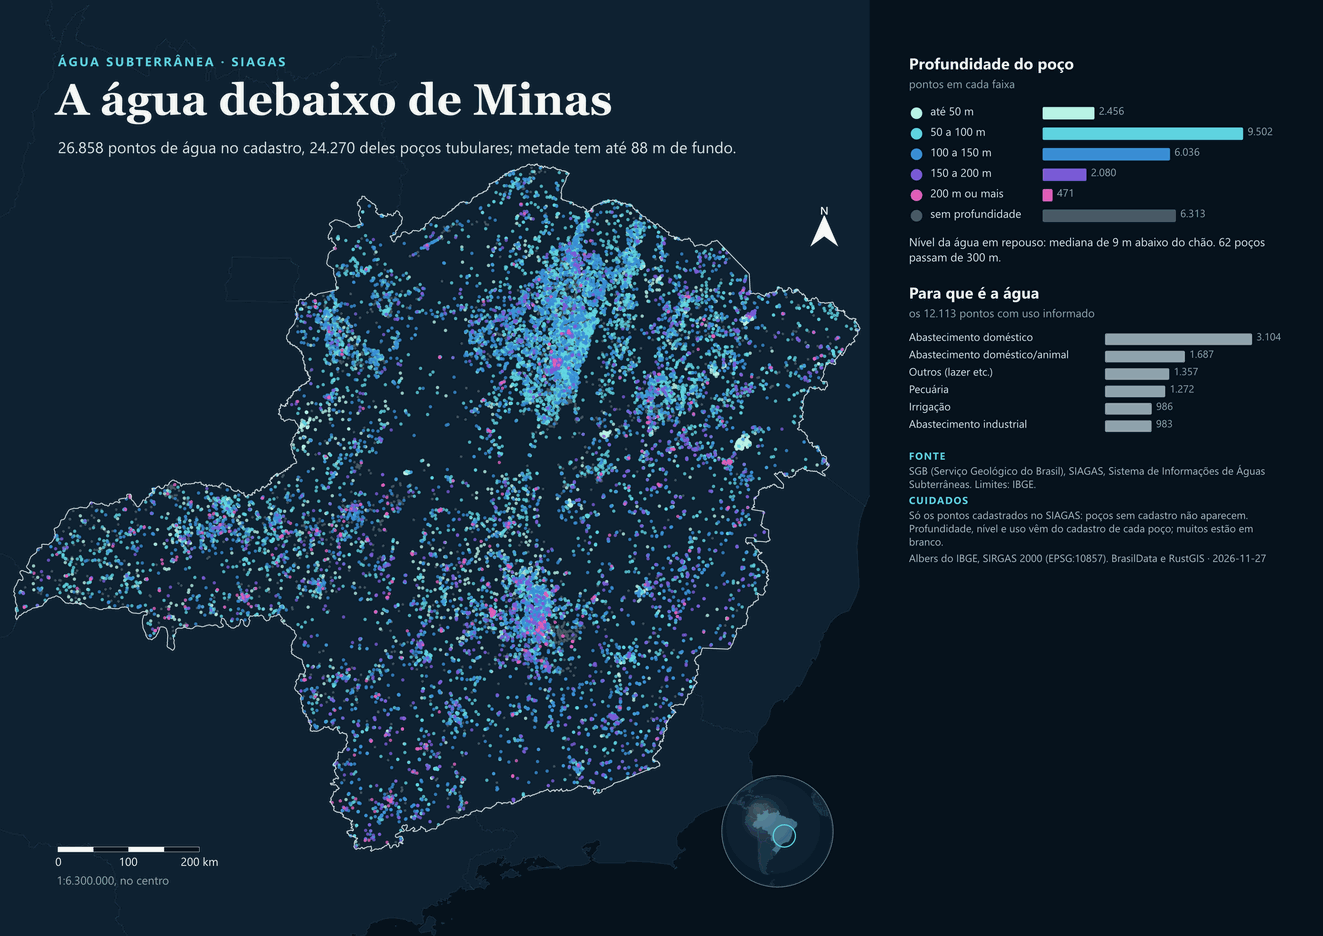 ÁGUA SUBTERRÂNEA · SIAGAS
A água debaixo de Minas
26.858 pontos de água no cadastro, 24.270 deles poços tubulares; metade tem até 88 m de fundo.
N
0 100 200 km
1:6.300.000, no centro
Profundidade do poço
pontos em cada faixa
até 50 m 2.456
50 a 100 m 9.502
100 a 150 m 6.036
150 a 200 m 2.080
200 m ou mais 471
sem profundidade 6.313
Nível da água em repouso: mediana de 9 m abaixo do chão. 62 poços
passam de 300 m.
Para que é a água
os 12.113 pontos com uso informado
Abastecimento doméstico 3.104
Abastecimento doméstico/animal 1.687
Outros (lazer etc.) 1.357
Pecuária 1.272
Irrigação 986
Abastecimento industrial 983
FONTE
SGB (Serviço Geológico do Brasil), SIAGAS, Sistema de Informações de Águas
Subterrâneas. Limites: IBGE.
CUIDADOS
Só os pontos cadastrados no SIAGAS: poços sem cadastro não aparecem.
Profundidade, nível e uso vêm do cadastro de cada poço; muitos estão em
branco.
Albers do IBGE, SIRGAS 2000 (EPSG:10857). BrasilData e RustGIS · 2026-11-27